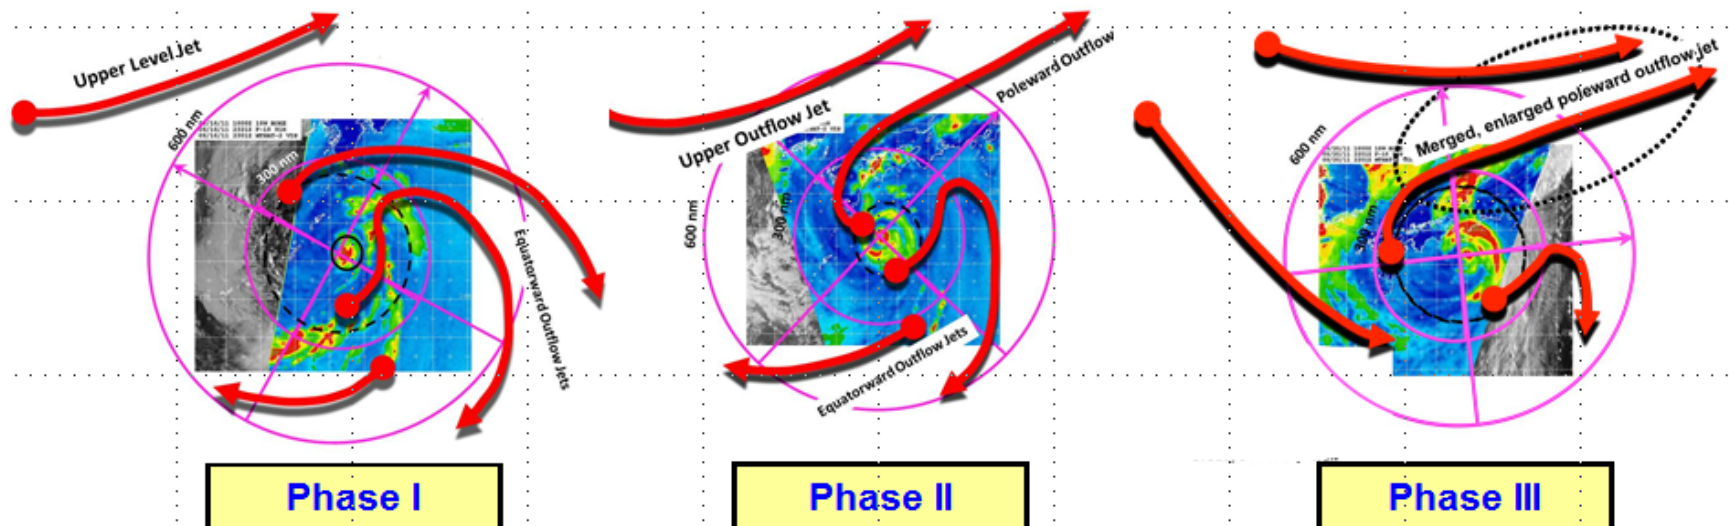 Upper Level Jet
600 nm
300 nm
Equatorward Outflow Jets
Phase I
Poleward Outflow
Upper Outflow Jet
600 nm
300 nm
Equatorward Outflow Jets
Phase II
Merged, enlarged poleward outflow jet
600 nm
300 nm
Phase III